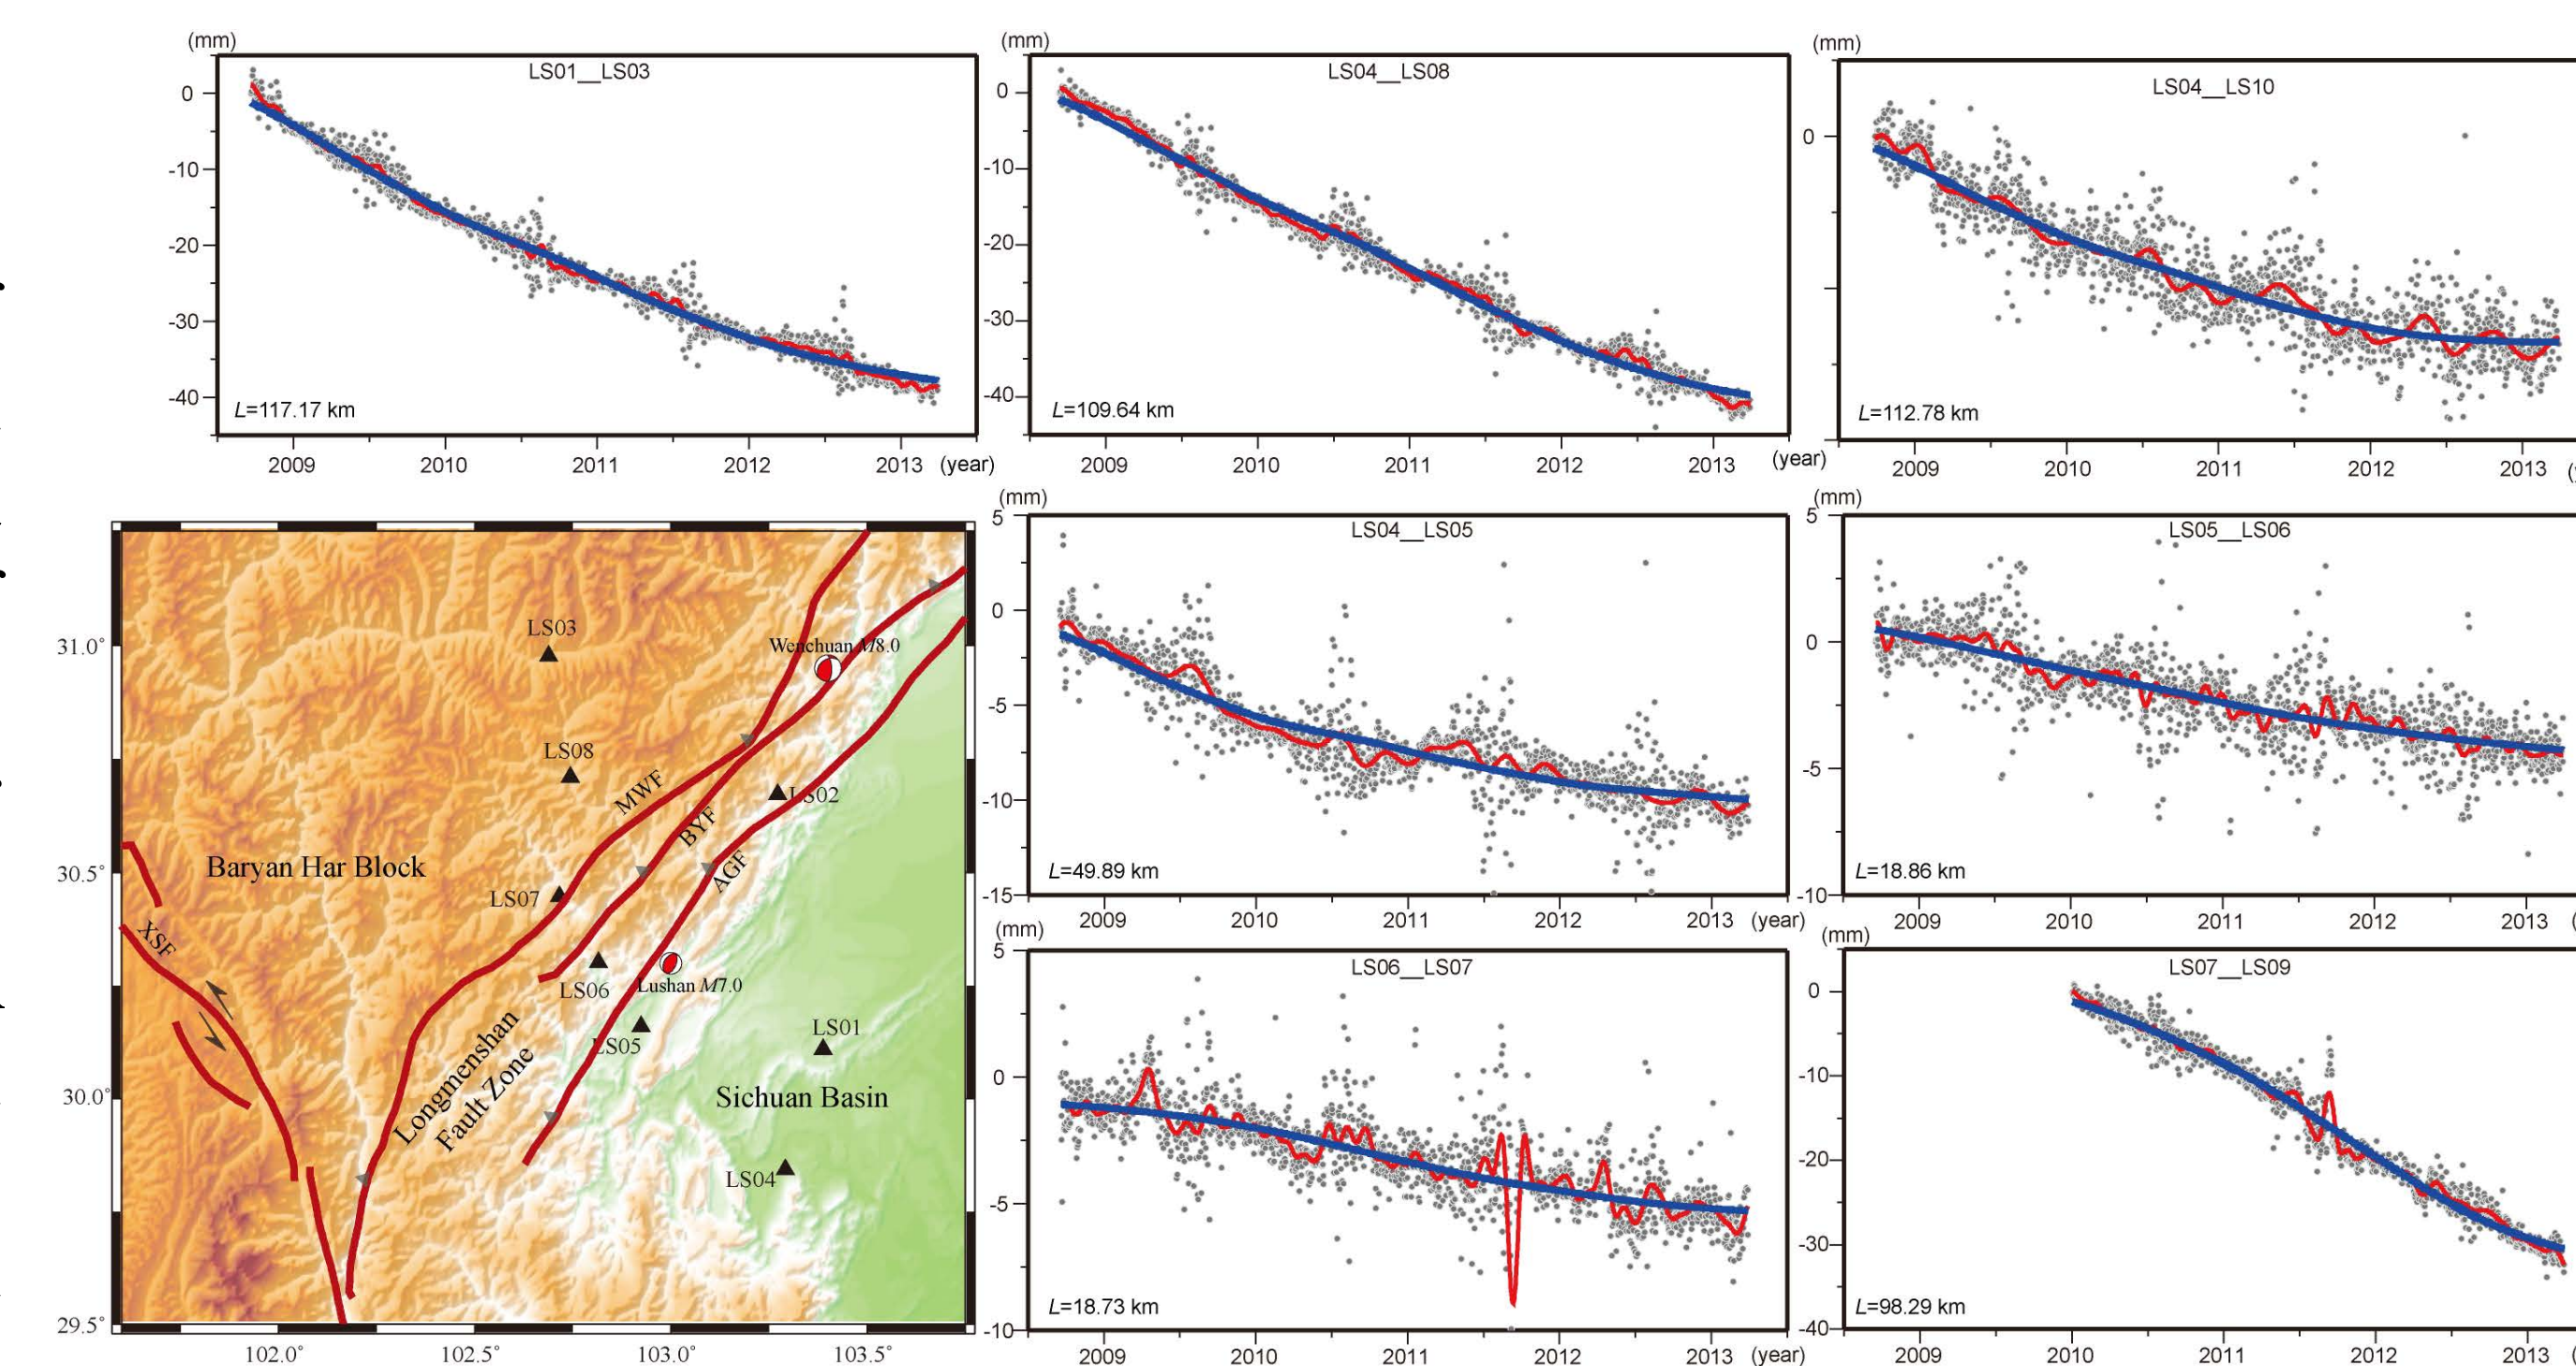 (mm)
LS01__LS03
0
-10
-20
-30
-40
L=117.17 km
2009 2010 2011 2012 2013 (year)
(mm)
LS04__LS08
0
-10
-20
-30
-40
L=109.64 km
2009 2010 2011 2012 2013 (year)
(mm)
LS04__LS10
0
L=112.78 km
2009 2010 2011 2012 2013
31.0°
30.5°
30.0°
29.5°
102.0° 102.5° 103.0° 103.5°
LS03
Wenchuan M8.0
LS08
MWF
LS02
BYF
Baryan Har Block
AGF
LS07
XSF
LS06
Lushan M7.0
LS05
LS01
Longmenshan
Fault Zone
Sichuan Basin
LS04
(mm)
LS04__LS05
5
0
-5
-10
-15
L=49.89 km
2009 2010 2011 2012 2013 (year)
(mm)
LS05__LS06
5
0
-5
-10
L=18.86 km
2009 2010 2011 2012 2013
(mm)
LS06__LS07
5
0
-5
-10
L=18.73 km
2009 2010 2011 2012 2013 (year)
(mm)
LS07__LS09
0
-10
-20
-30
-40
L=98.29 km
2009 2010 2011 2012 2013